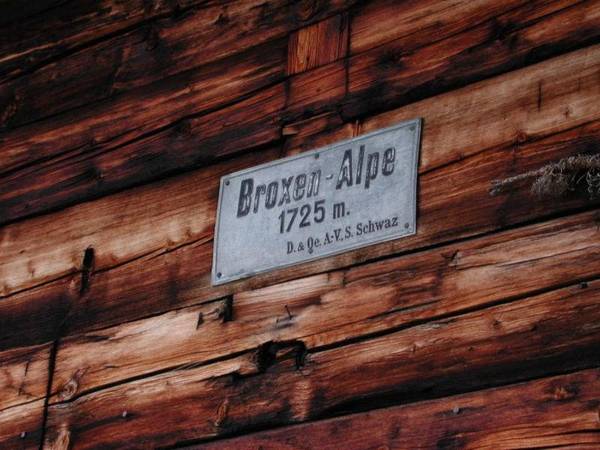 Broxen-Alpe
1725 m.
D. & Oe. A-V. S. Schwaz